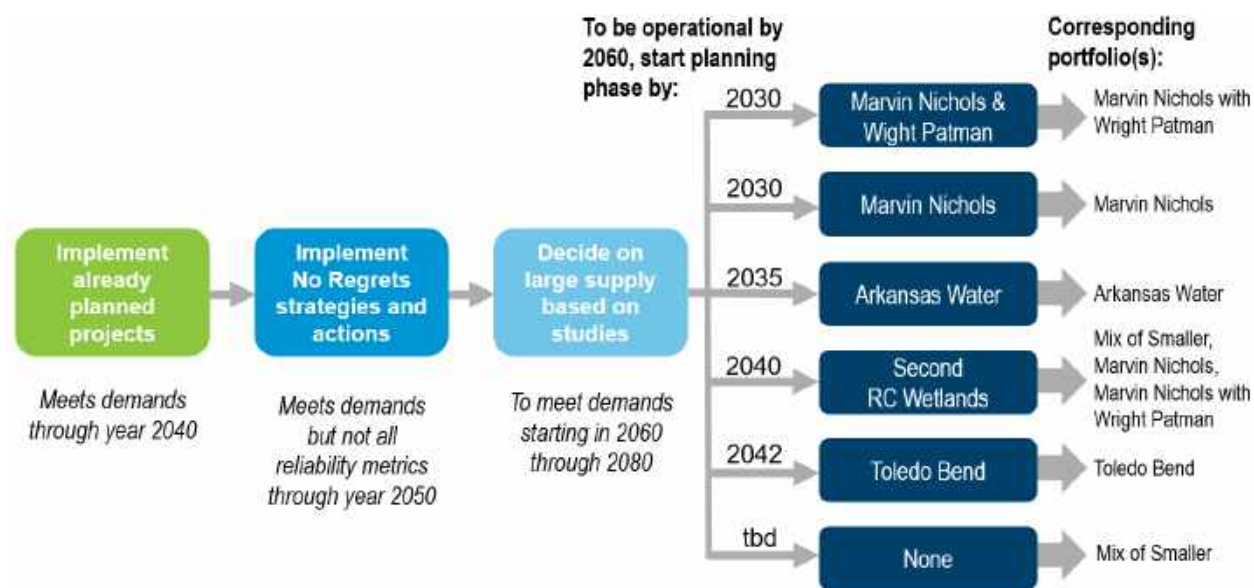 To be operational by
2060, start planning
phase by:
Corresponding
portfolio(s):
Implement
already
planned
projects
Meets demands
through year 2040
Implement
No Regrets
strategies and
actions
Meets demands
but not all
reliability metrics
through year 2050
Decide on
large supply
based on
studies
To meet demands
starting in 2060
through 2080
2030
Marvin Nichols &
Wight Patman
Marvin Nichols with
Wright Patman
2030
Marvin Nichols
Marvin Nichols
2035
Arkansas Water
Arkansas Water
2040
Second
RC Wetlands
Mix of Smaller,
Marvin Nichols,
Marvin Nichols with
Wright Patman
2042
Toledo Bend
Toledo Bend
tbd
None
Mix of Smaller